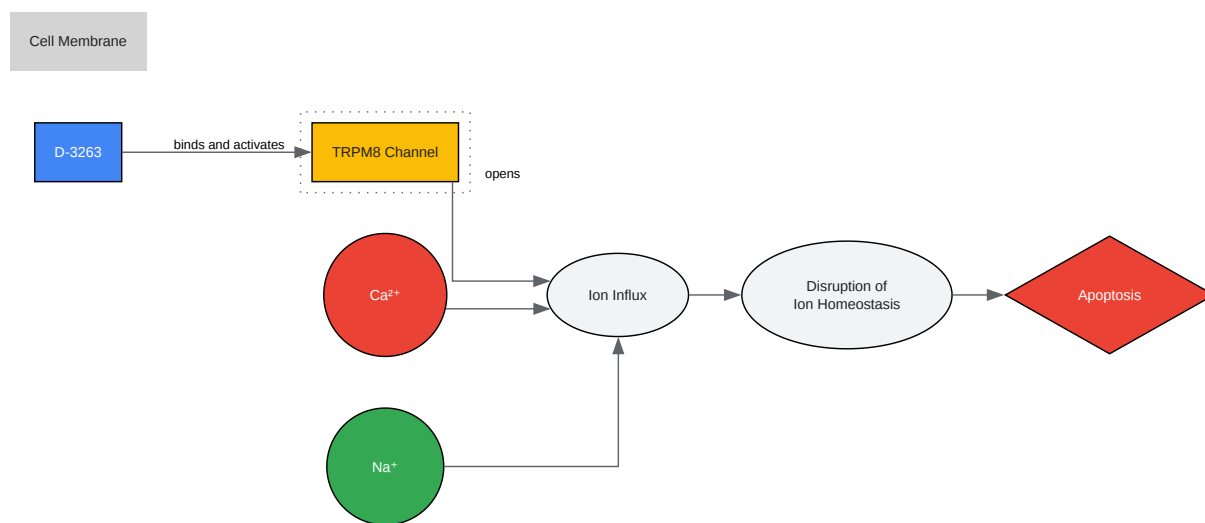 Cell Membrane
D-3263
binds and activates
TRPM8 Channel
opens
Ca²⁺
Ion Influx
Disruption of
Ion Homeostasis
Apoptosis
Na⁺